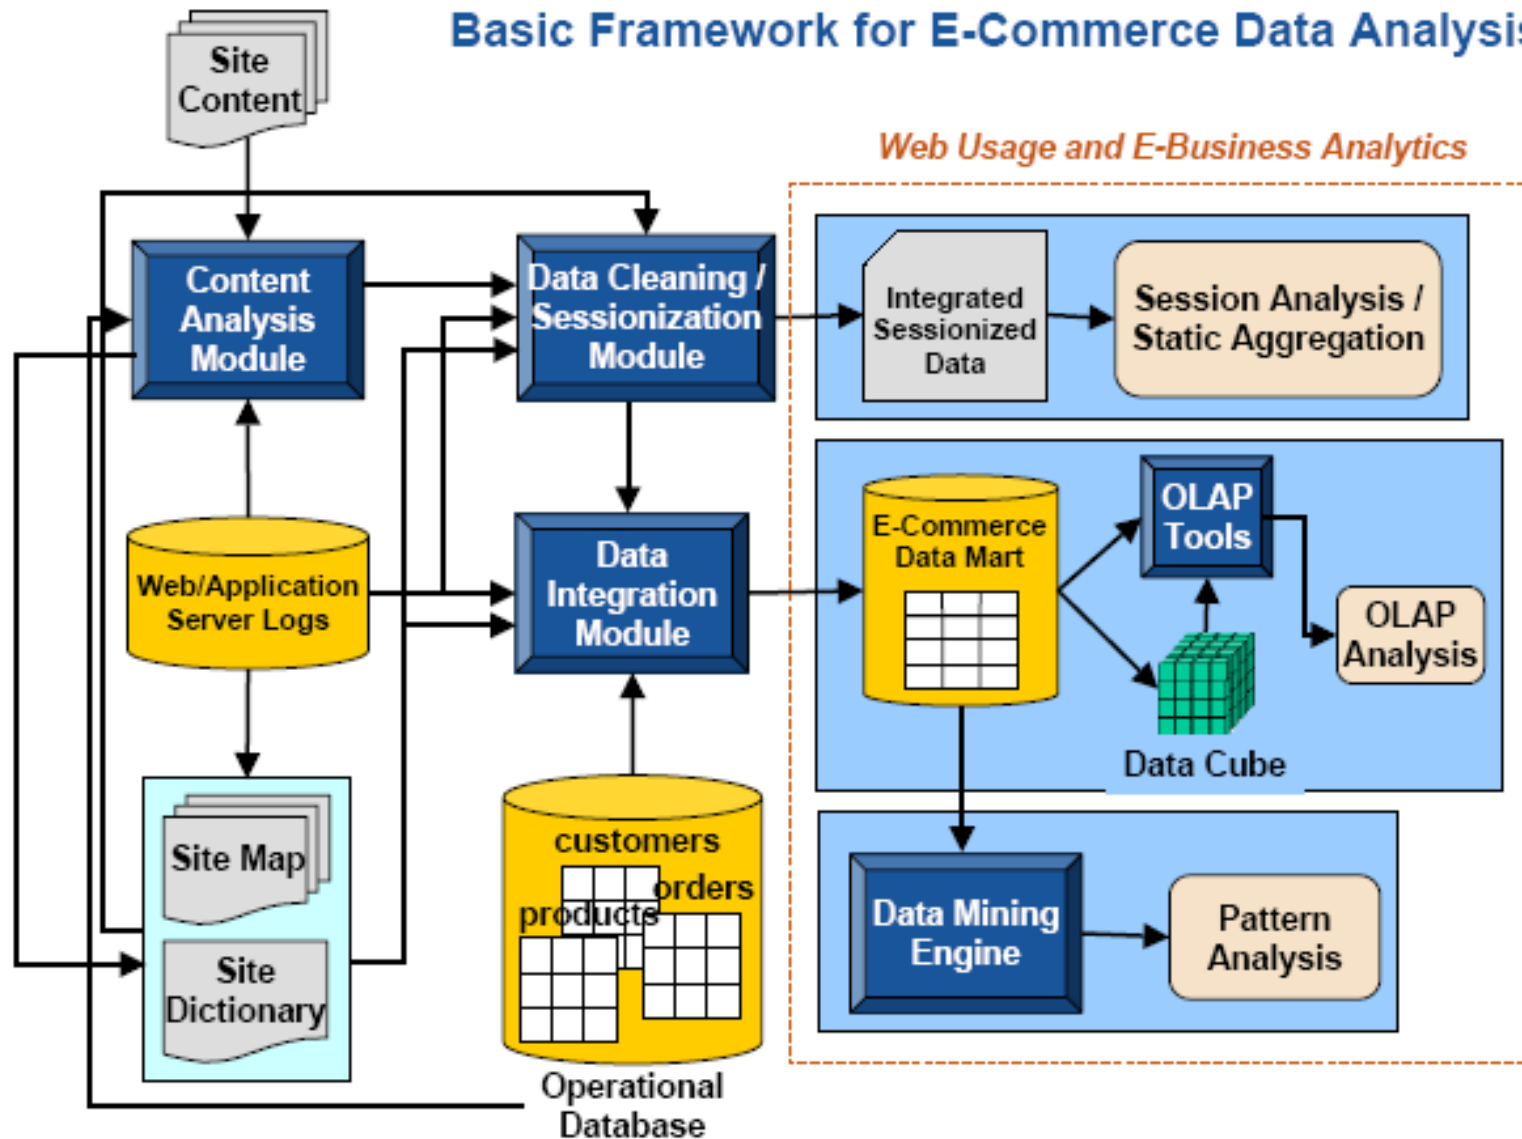 Basic Framework for E-Commerce Data Analysis
Site
Content
Web Usage and E-Business Analytics
Content
Analysis
Module
Data Cleaning /
Sessionization
Module
Integrated
Sessionized
Data
Session Analysis /
Static Aggregation
Web/Application
Server Logs
Data
Integration
Module
E-Commerce
Data Mart
OLAP
Tools
OLAP
Analysis
Data Cube
Site Map
Site
Dictionary
customers
orders
products
Operational
Database
Data Mining
Engine
Pattern
Analysis